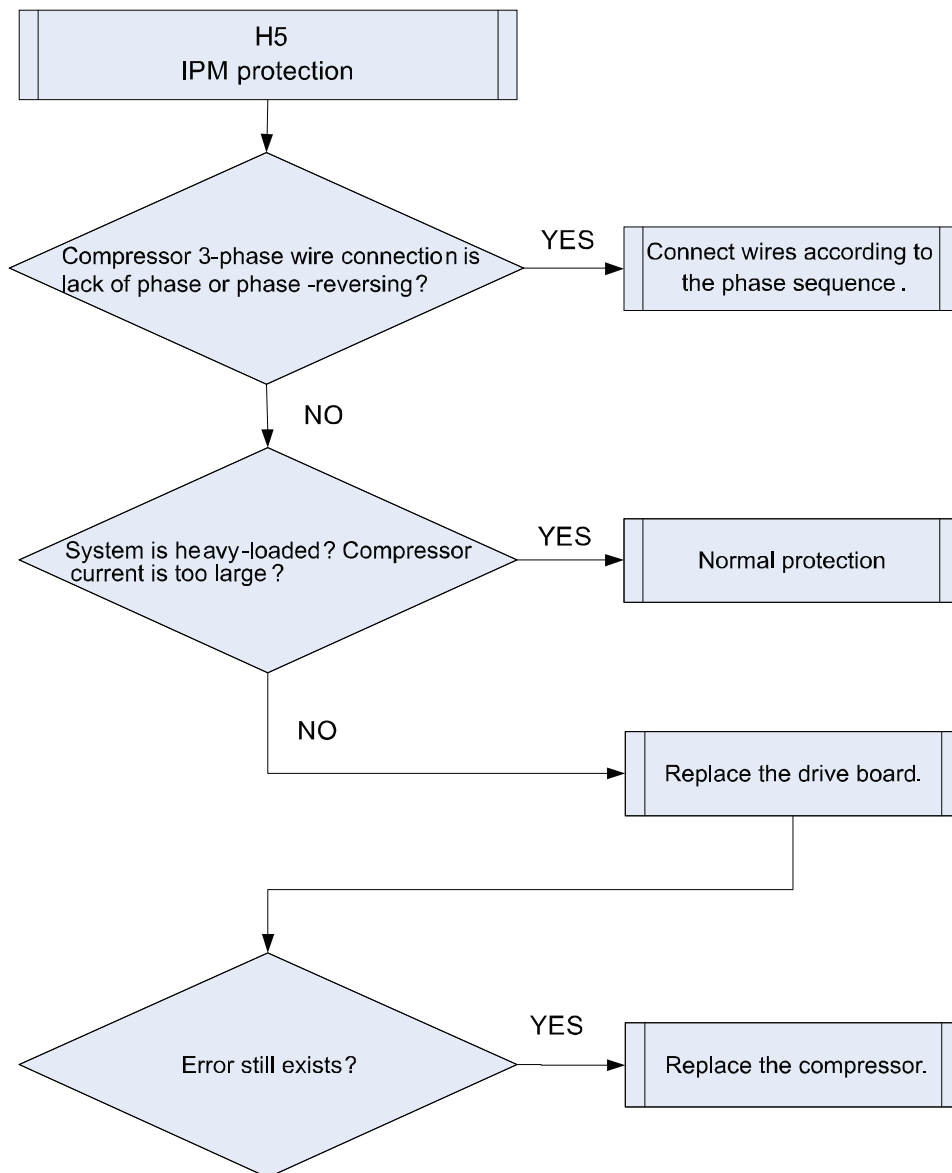 H5
IPM protection
Compressor 3-phase wire connection is
lack of phase or phase -reversing?
YES
Connect wires according to
the phase sequence.
NO
System is heavy-loaded? Compressor
current is too large?
YES
Normal protection
NO
Replace the drive board.
Error still exists?
YES
Replace the compressor.